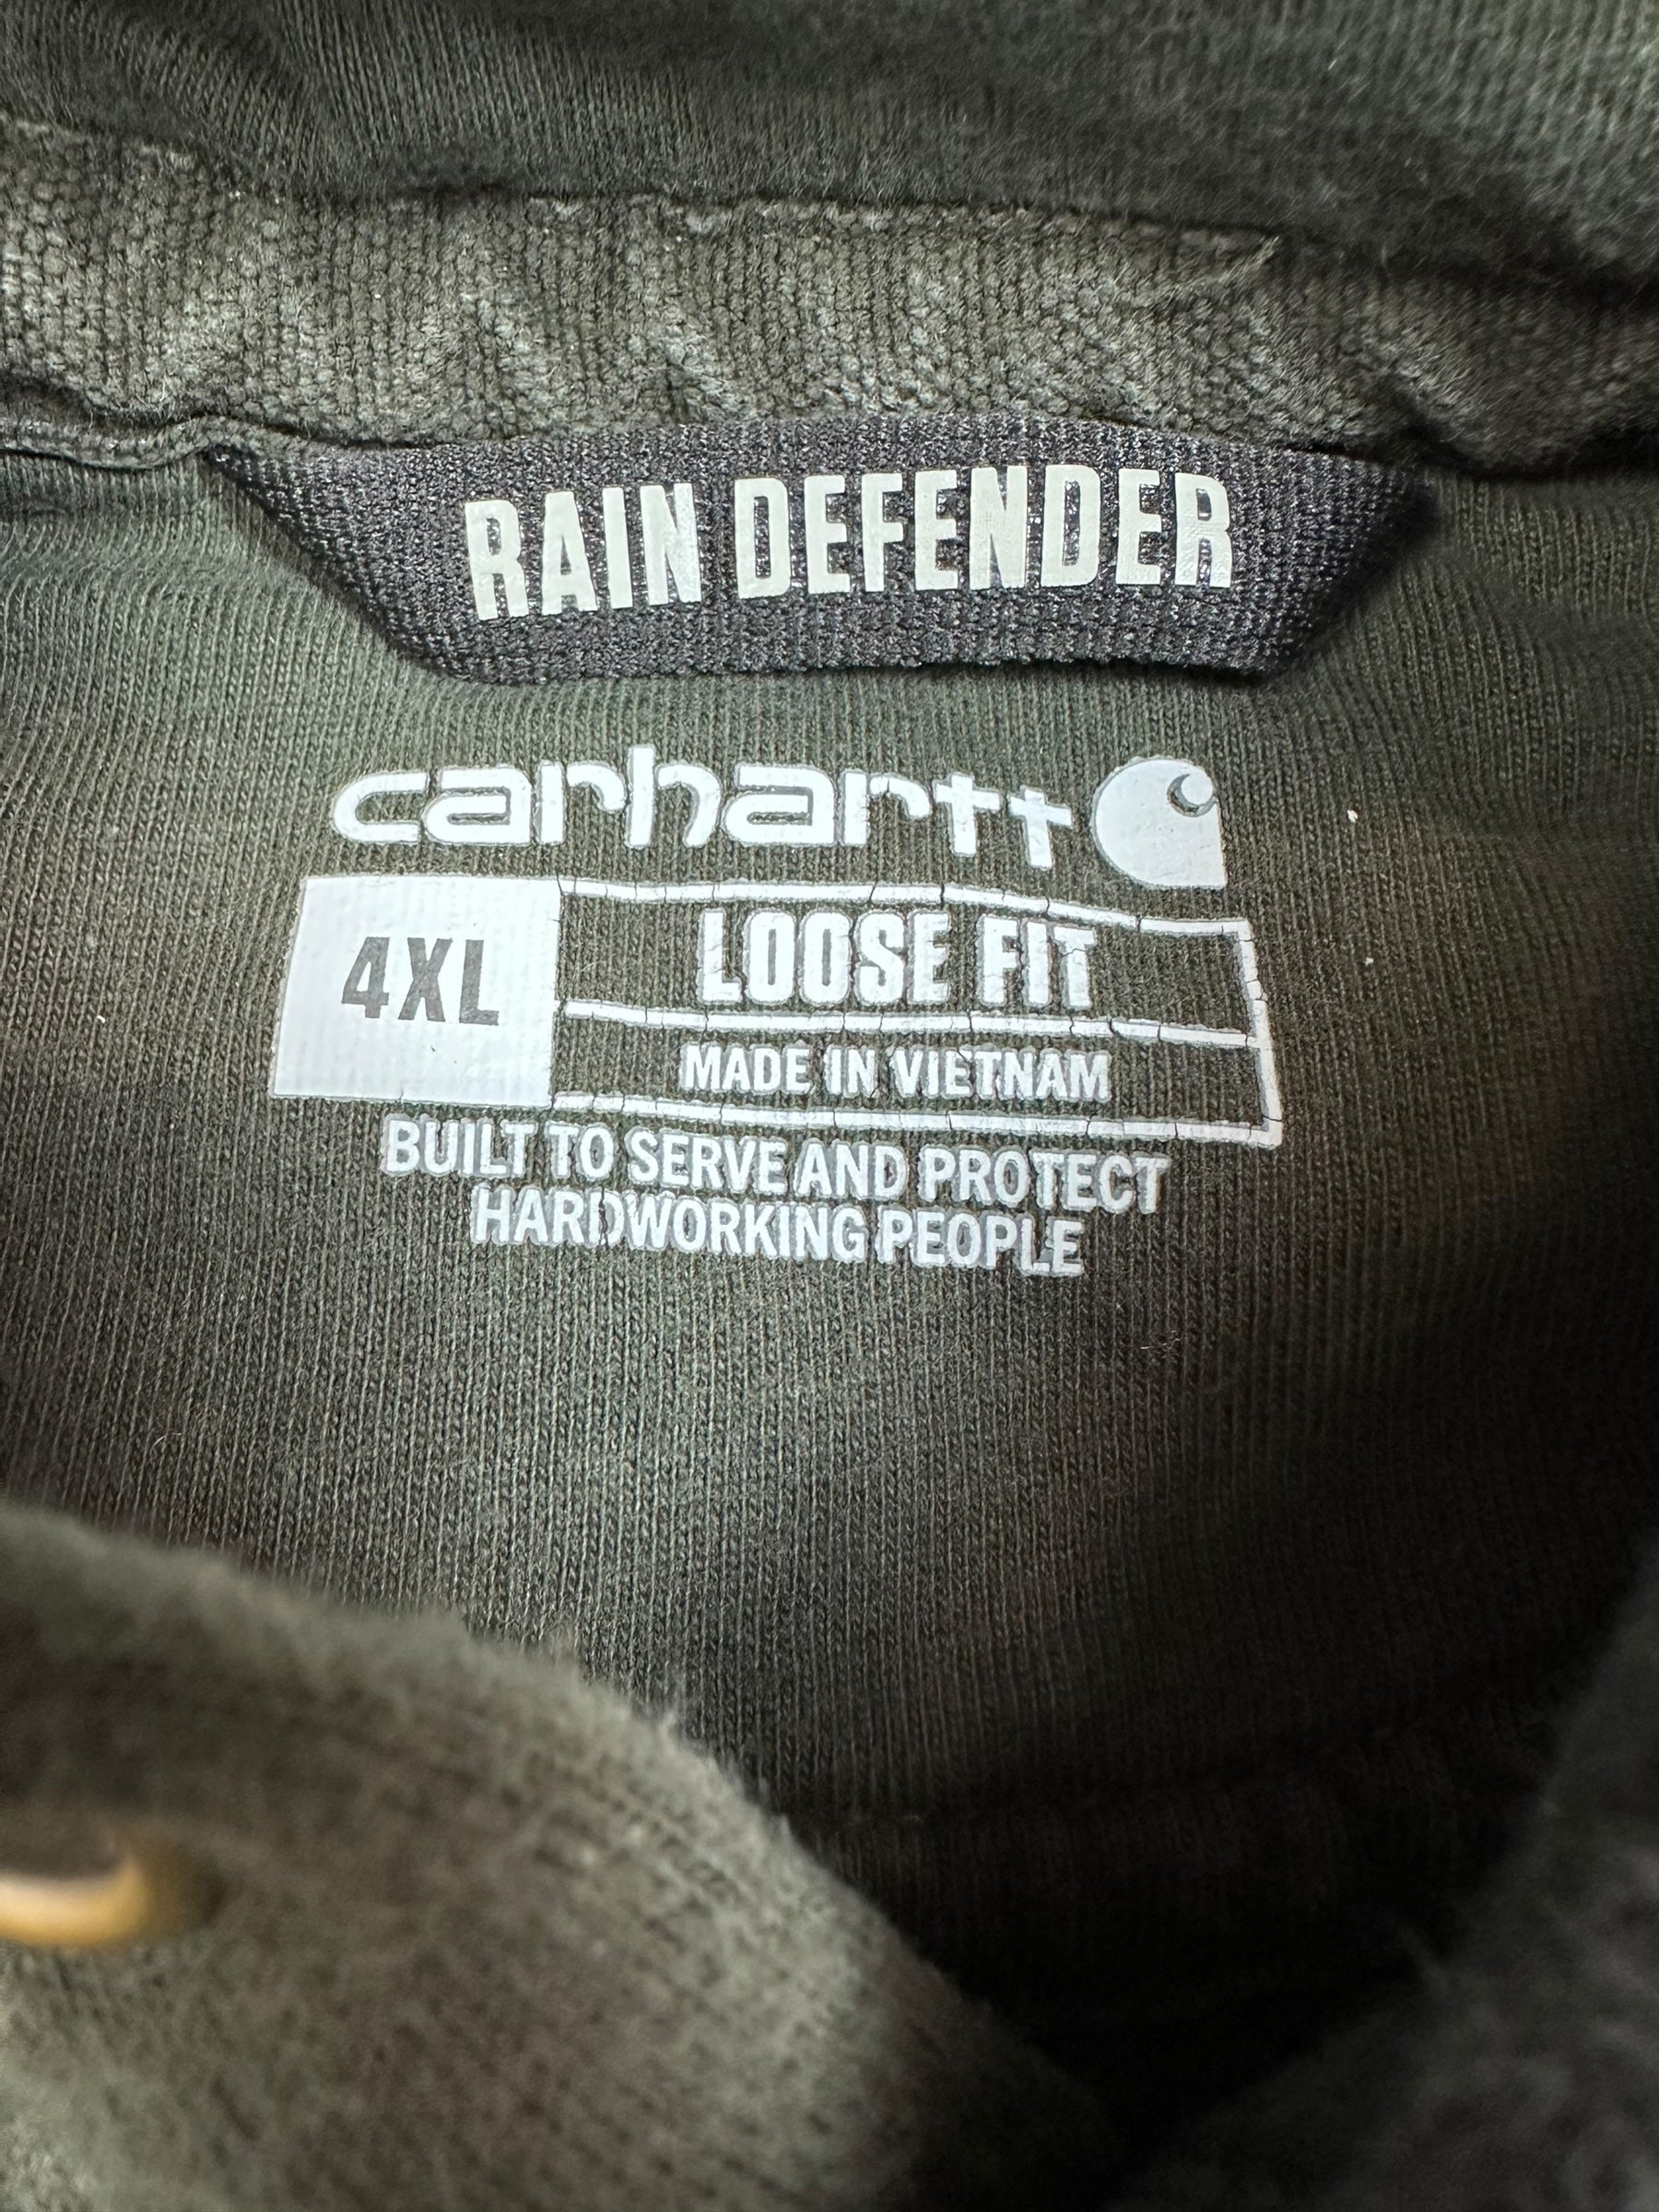 RAIN DEFENDER
carhartt
4XL
LOOSE FIT
MADE IN VIETNAM
BUILT TO SERVE AND PROTECT
HARDWORKING PEOPLE